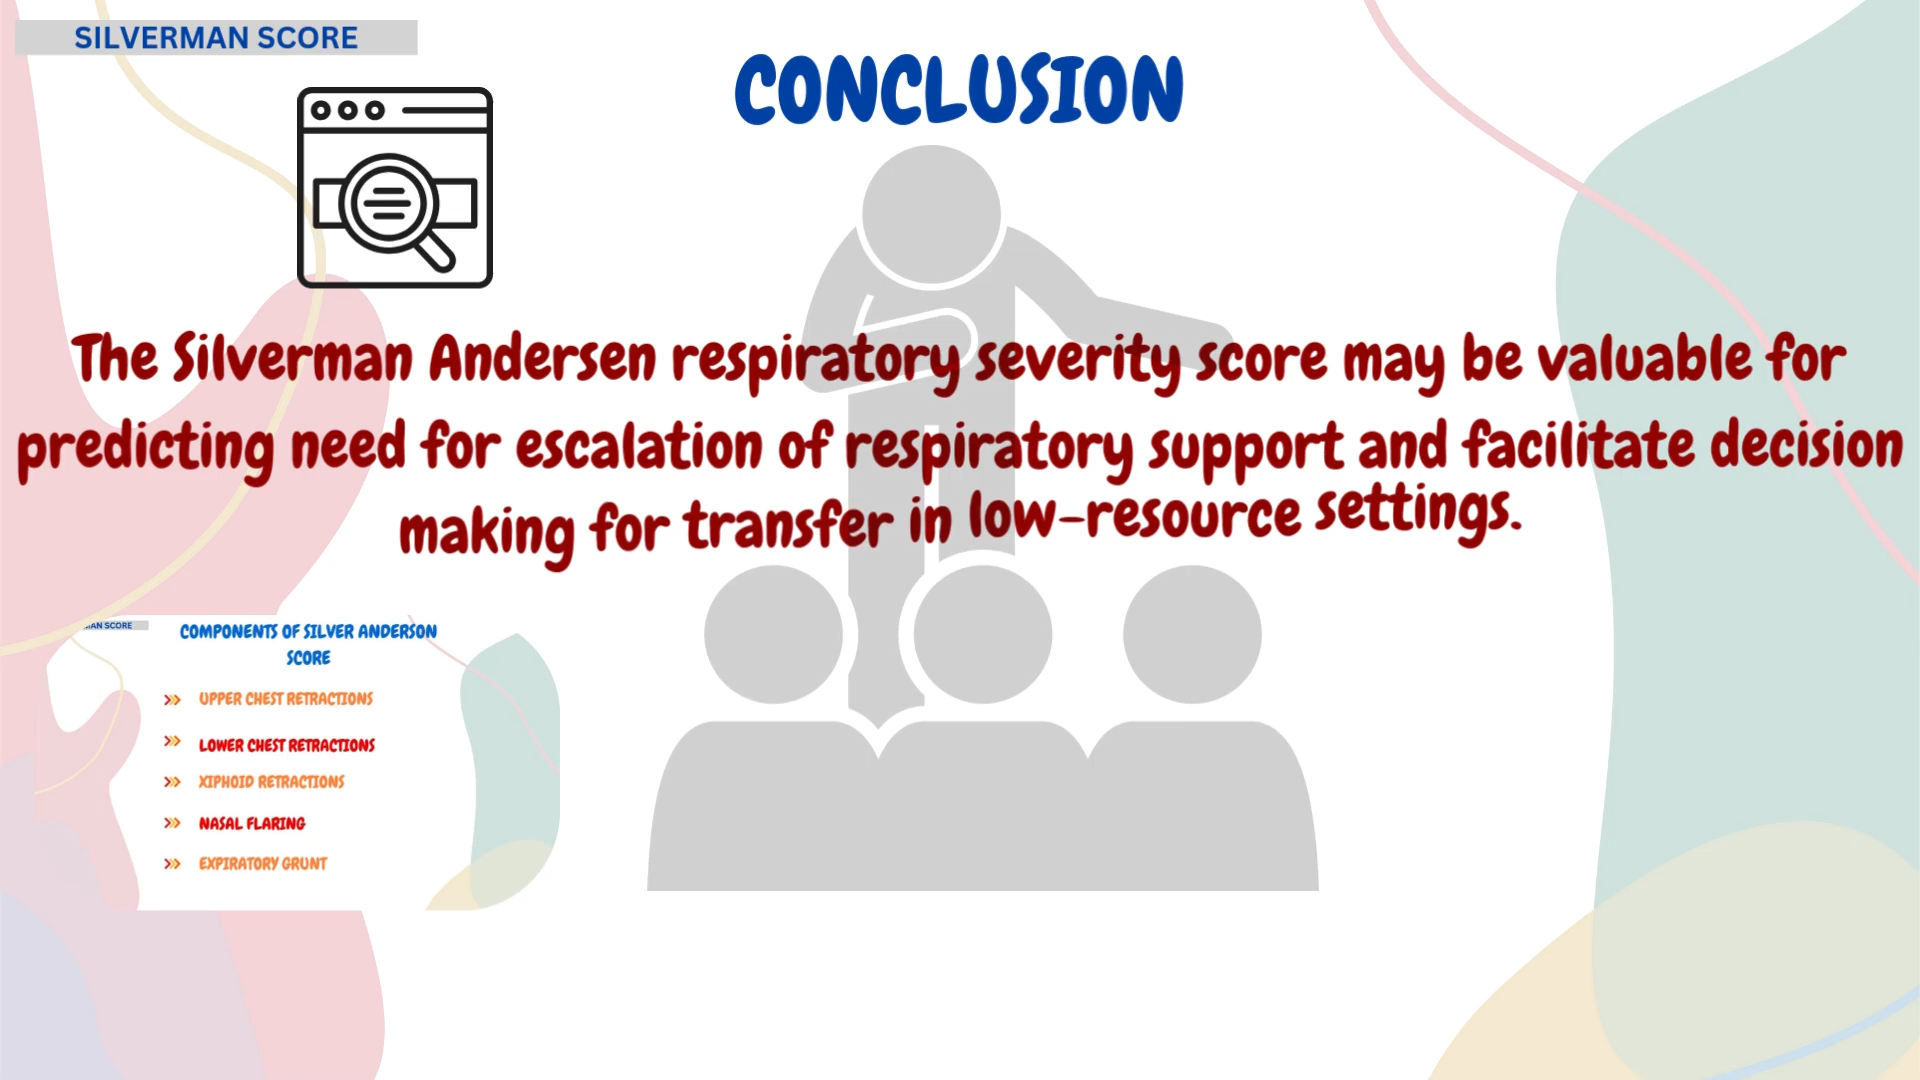 SILVERMAN SCORE
CONCLUSION
The Silverman Andersen respiratory severity score may be valuable for
predicting need for escalation of respiratory support and facilitate decision
making for transfer in low-resource settings.
SCORE
COMPONENTS OF SILVER ANDERSON
SCORE
UPPER CHEST RETRACTIONS
LOWER CHEST RETRACTIONS
XIPHOID RETRACTIONS
NASAL FLARING
EXPIRATORY GRUNT